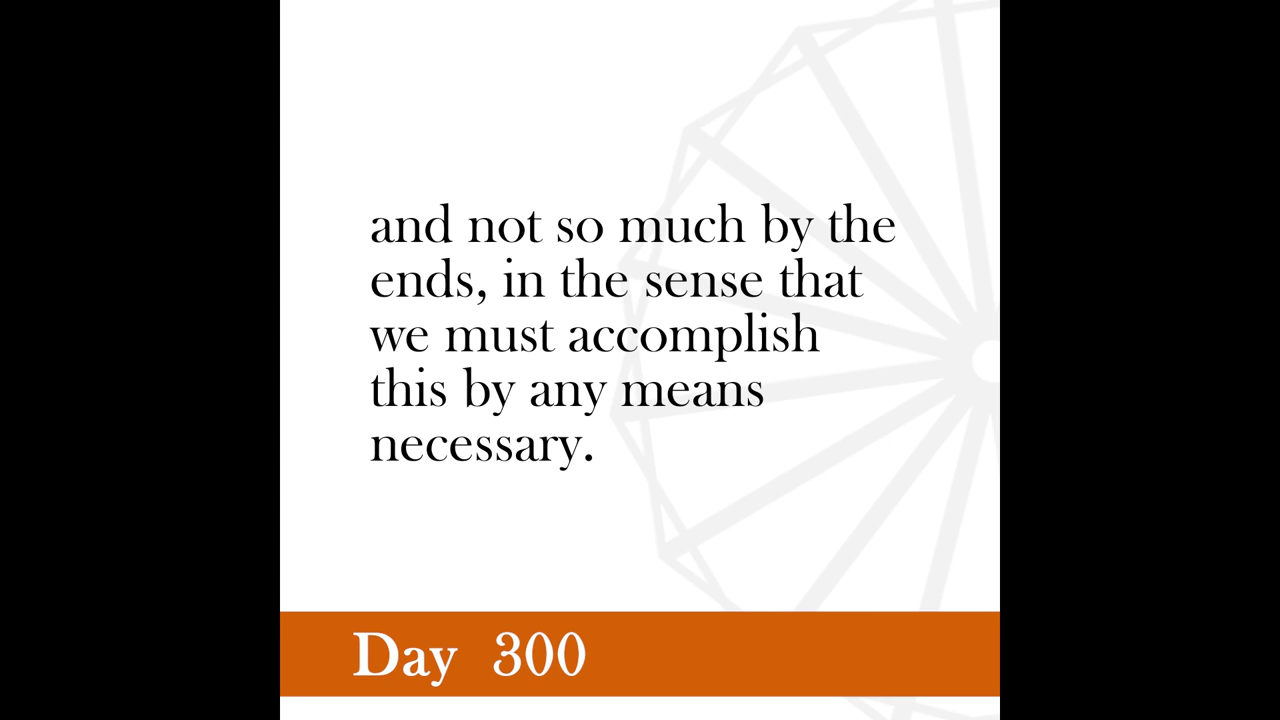 and not so much by the
ends, in the sense that
we must accomplish
this by any means
necessary.
Day 300